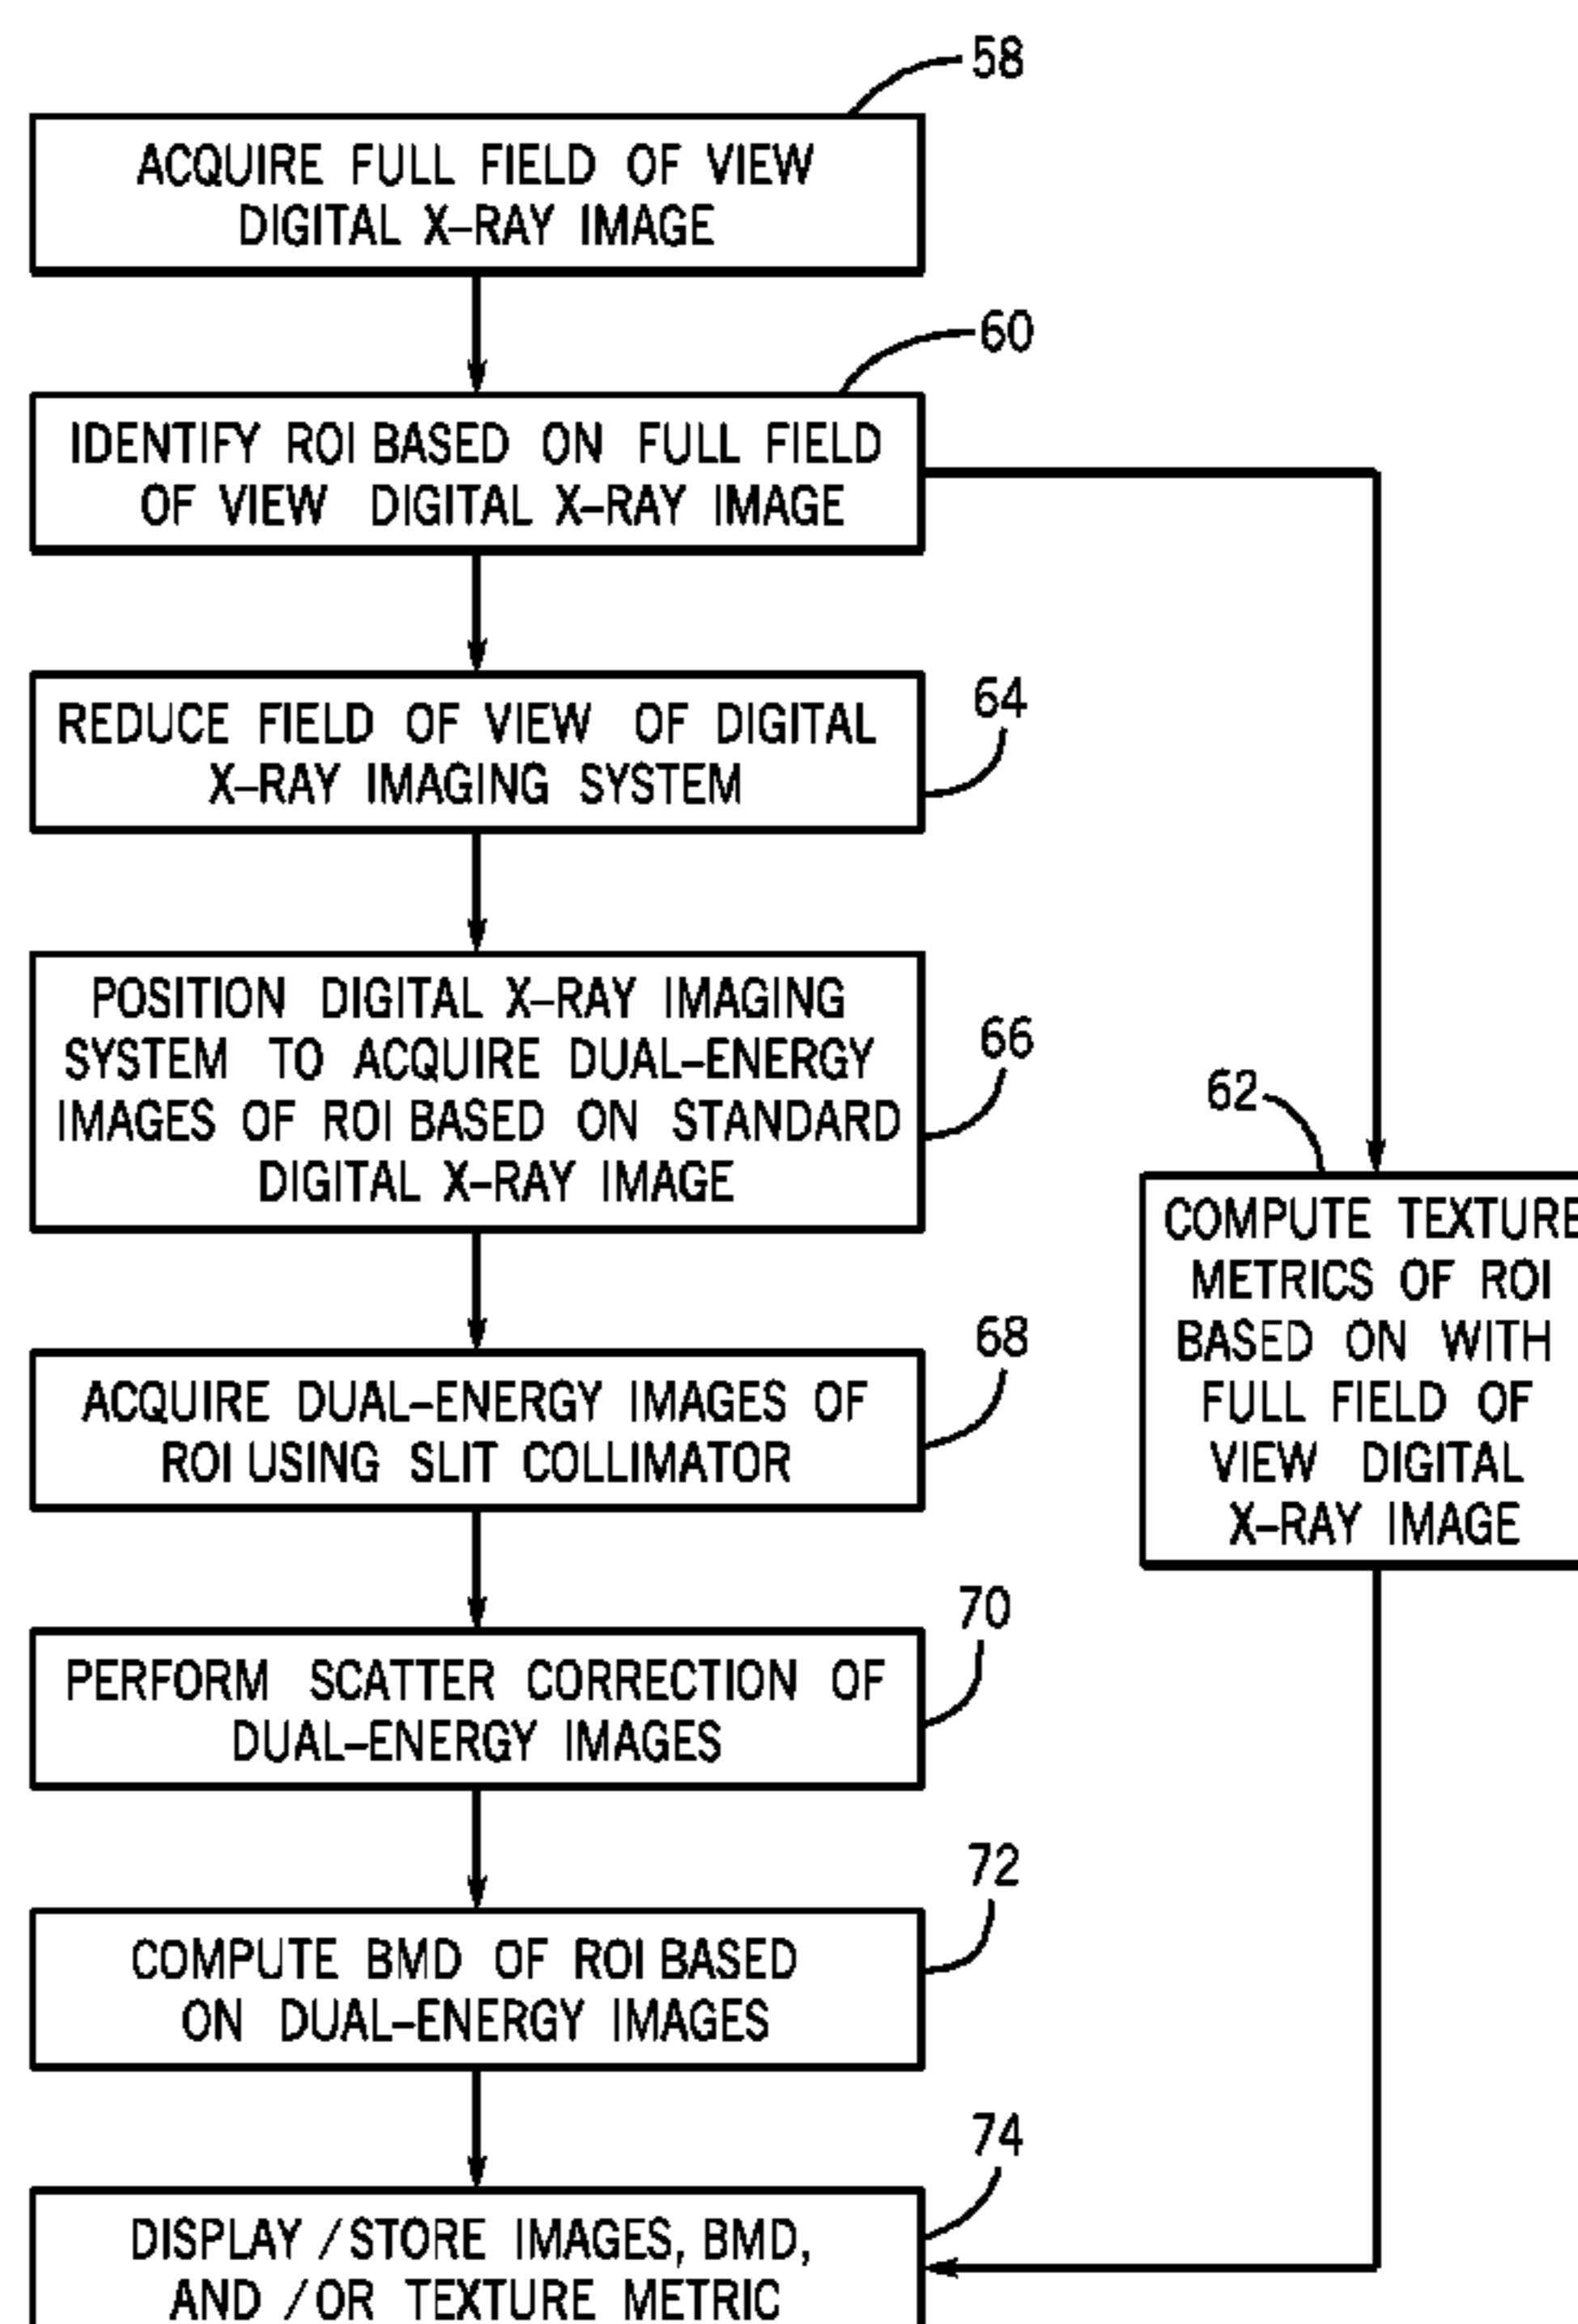 58
ACQUIRE FULL FIELD OF VIEW
DIGITAL X–RAY IMAGE
60
IDENTIFY ROI BASED ON FULL FIELD
OF VIEW DIGITAL X–RAY IMAGE
64
REDUCE FIELD OF VIEW OF DIGITAL
X–RAY IMAGING SYSTEM
66
POSITION DIGITAL X–RAY IMAGING
SYSTEM TO ACQUIRE DUAL–ENERGY
IMAGES OF ROI BASED ON STANDARD
DIGITAL X–RAY IMAGE
62
COMPUTE TEXTURE
METRICS OF ROI
BASED ON WITH
FULL FIELD OF
VIEW DIGITAL
X–RAY IMAGE
68
ACQUIRE DUAL–ENERGY IMAGES OF
ROI USING SLIT COLLIMATOR
70
PERFORM SCATTER CORRECTION OF
DUAL–ENERGY IMAGES
72
COMPUTE BMD OF ROI BASED
ON DUAL–ENERGY IMAGES
74
DISPLAY /STORE IMAGES, BMD,
AND /OR TEXTURE METRIC